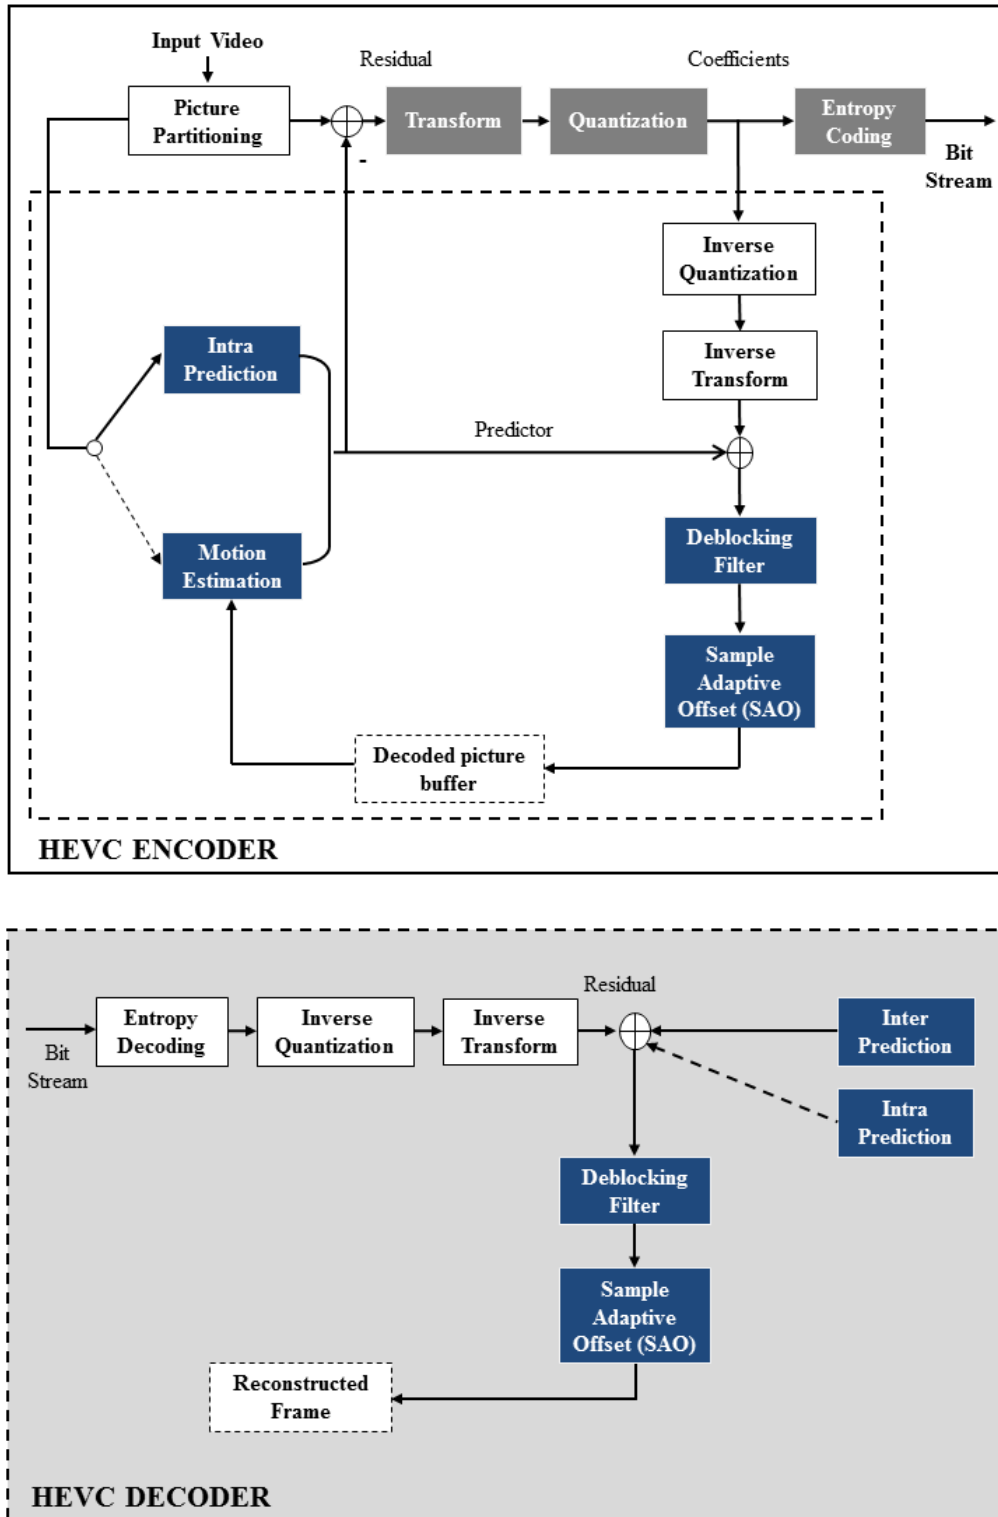 Input Video
Residual
Coefficients
Picture
Partitioning
Transform
Quantization
Entropy
Coding
-
Bit
Stream
Inverse
Quantization
Intra
Prediction
Inverse
Transform
Predictor
Motion
Estimation
Deblocking
Filter
Sample
Adaptive
Offset (SAO)
Decoded picture
buffer
HEVC ENCODER
Residual
Entropy
Decoding
Inverse
Quantization
Inverse
Transform
Inter
Prediction
Bit
Stream
Intra
Prediction
Deblocking
Filter
Sample
Adaptive
Offset (SAO)
Reconstructed
Frame
HEVC DECODER